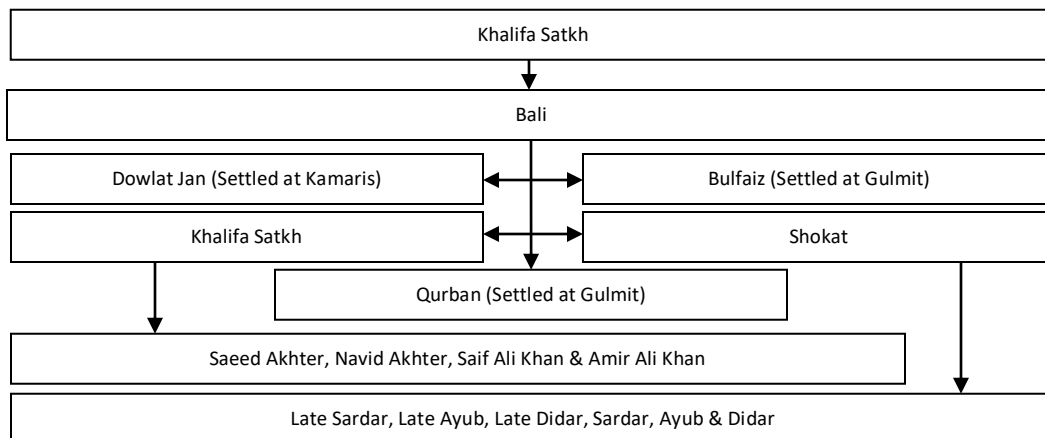 Khalifa Satkh
Bali
Dowlat Jan (Settled at Kamaris)
Bulfaiz (Settled at Gulmit)
Khalifa Satkh
Shokat
Qurban (Settled at Gulmit)
Saeed Akhter, Navid Akhter, Saif Ali Khan & Amir Ali Khan
Late Sardar, Late Ayub, Late Didar, Sardar, Ayub & Didar